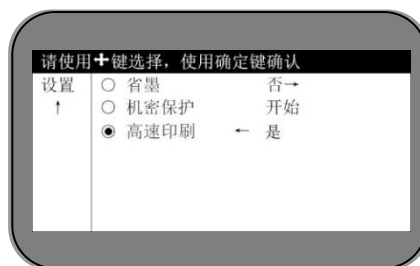 请使用✚键选择，使用确定键确认
设置 ○ 省墨 否→
↑ ○ 机密保护 开始
◉ 高速印刷 ← 是